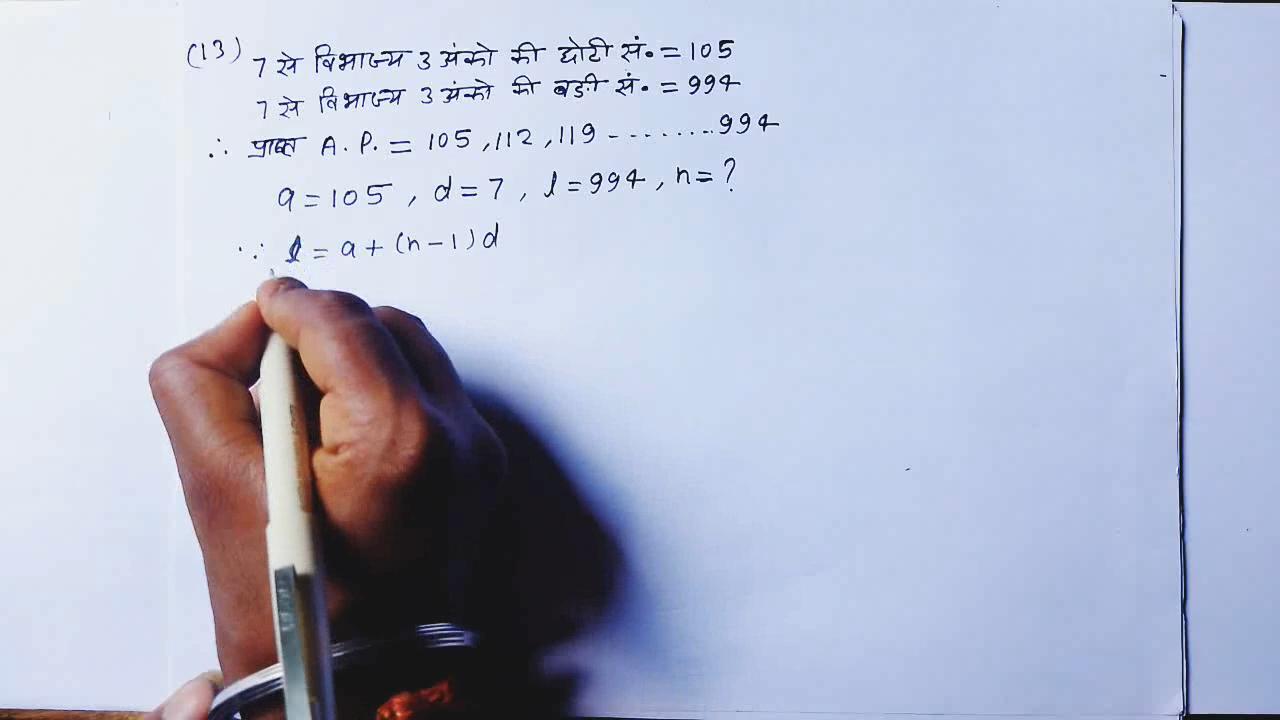 (13) 7 से विभाज्य 3 अंको की छोटी सं. = 105
7 से विभाज्य 3 अंको की बड़ी सं. = 994
∴ प्राप्त A.P. = 105, 112, 119 ........ 994
a = 105, d = 7, l = 994, n = ?
∵ l = a + (n - 1) d